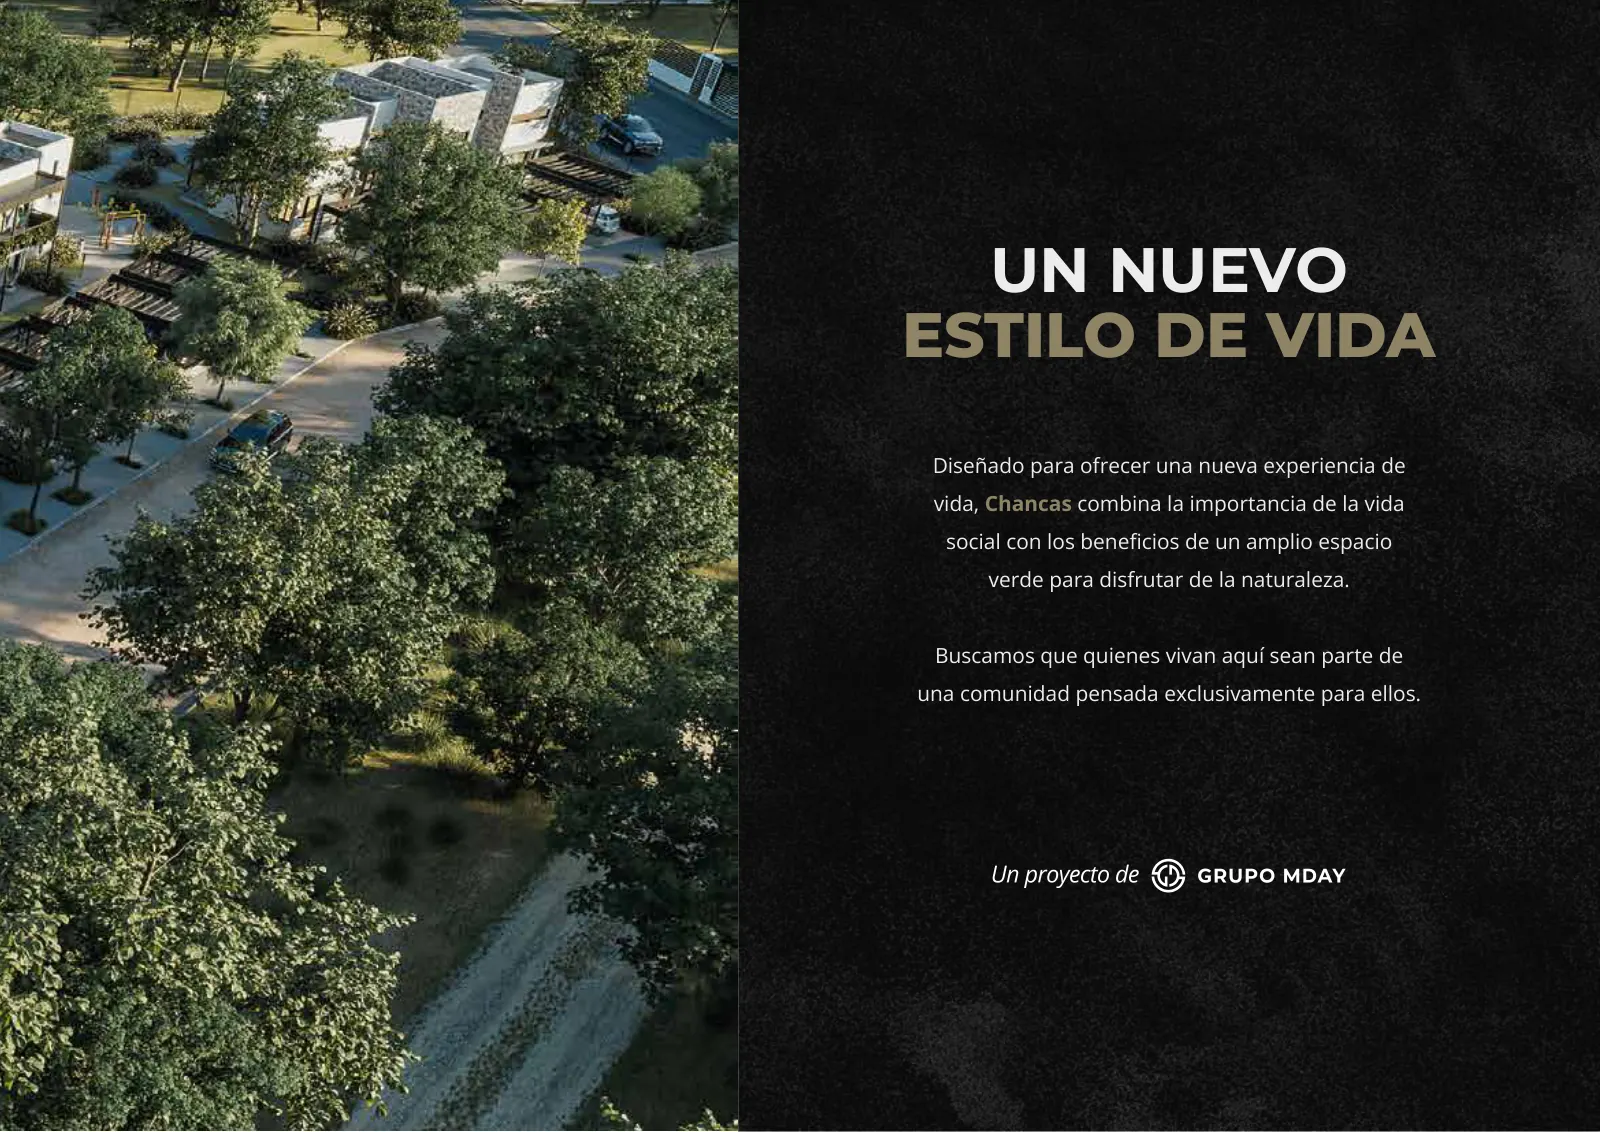 UN NUEVO
ESTILO DE VIDA
Diseñado para ofrecer una nueva experiencia de
vida, Chancas combina la importancia de la vida
social con los beneficios de un amplio espacio
verde para disfrutar de la naturaleza.
Buscamos que quienes vivan aquí sean parte de
una comunidad pensada exclusivamente para ellos.
Un proyecto de GRUPO MDAY